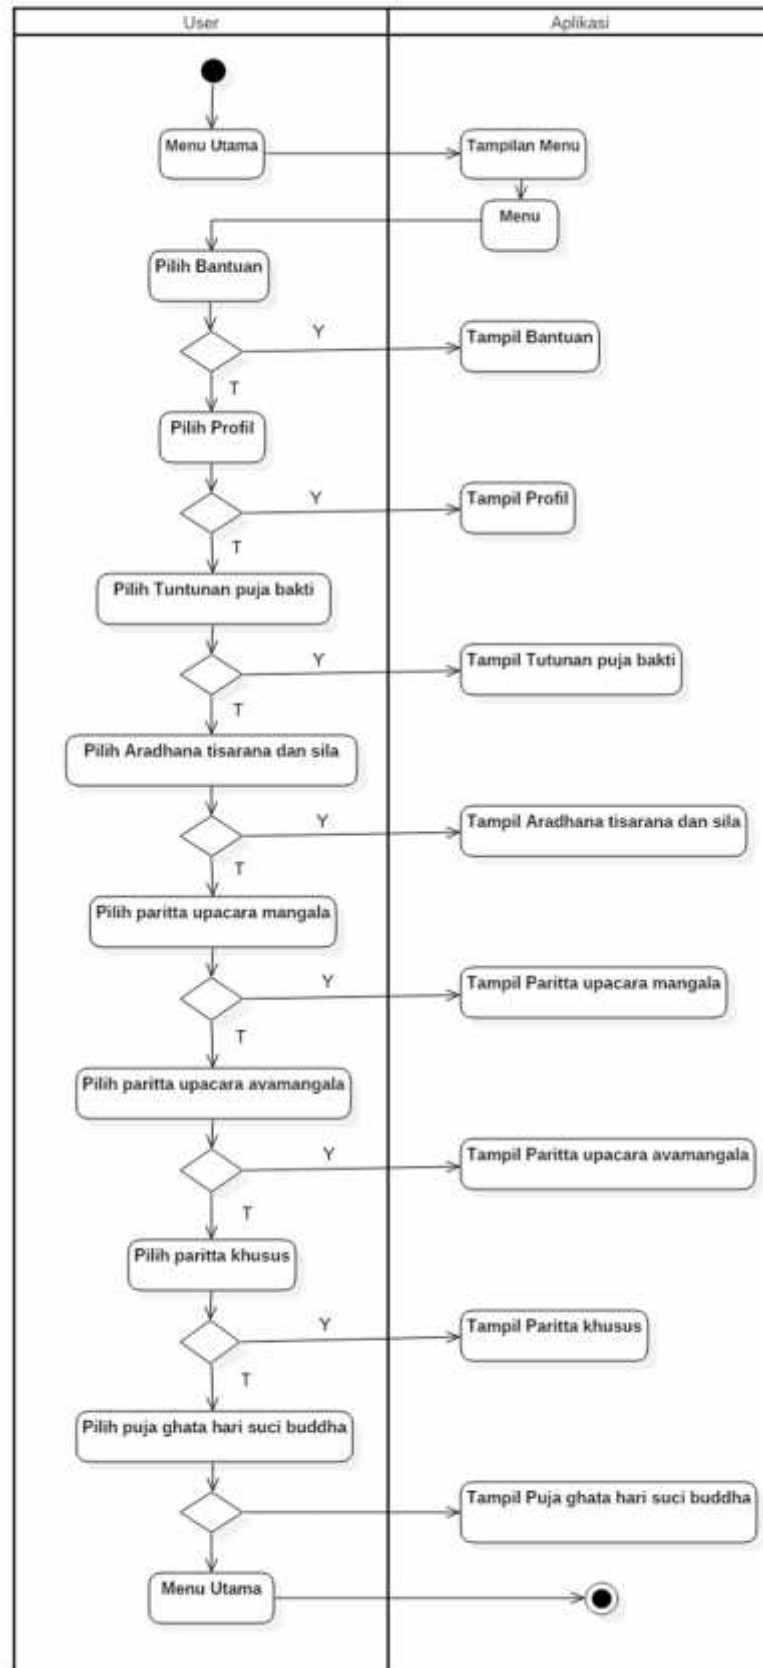 User
Aplikasi
Menu Utama
Tampilan Menu
Menu
Pilih Bantuan
Y
Tampil Bantuan
T
Pilih Profil
Y
Tampil Profil
T
Pilih Tuntunan puja bakti
Y
Tampil Tutunan puja bakti
T
Pilih Aradhana tisarana dan sila
Y
Tampil Aradhana tisarana dan sila
T
Pilih paritta upacara mangala
Y
Tampil Paritta upacara mangala
T
Pilih paritta upacara avamangala
Y
Tampil Paritta upacara avamangala
T
Pilih paritta khusus
Y
Tampil Paritta khusus
T
Pilih puja ghata hari suci buddha
Tampil Puja ghata hari suci buddha
Menu Utama